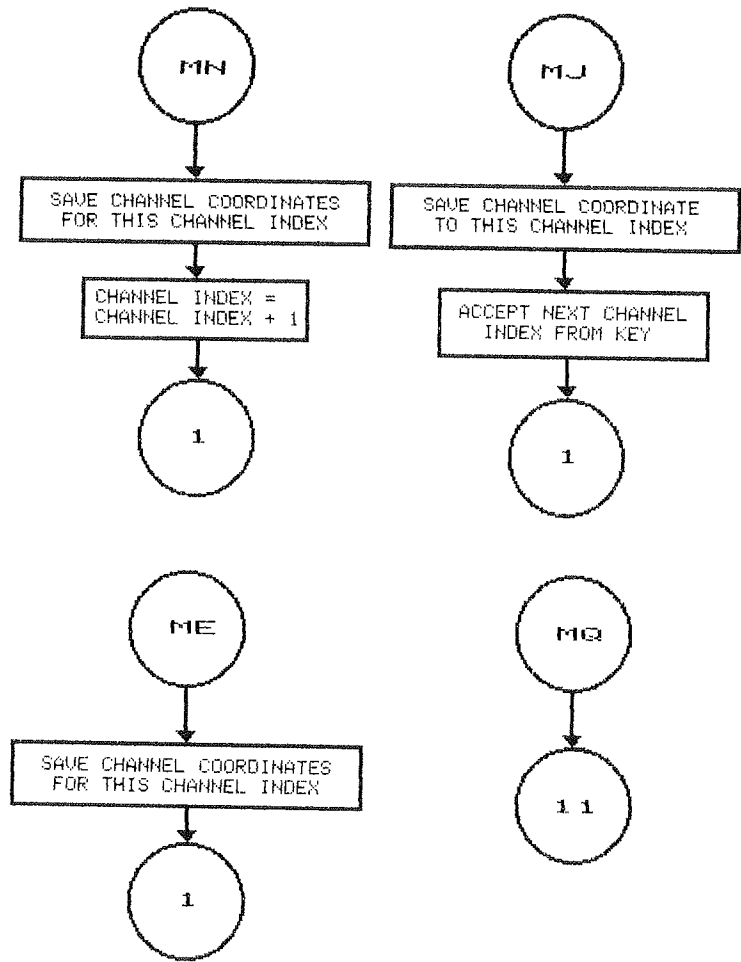 MN
SAVE CHANNEL COORDINATES
FOR THIS CHANNEL INDEX
CHANNEL INDEX =
CHANNEL INDEX + 1
1
MJ
SAVE CHANNEL COORDINATE
TO THIS CHANNEL INDEX
ACCEPT NEXT CHANNEL
INDEX FROM KEY
1
ME
SAVE CHANNEL COORDINATES
FOR THIS CHANNEL INDEX
1
MQ
11